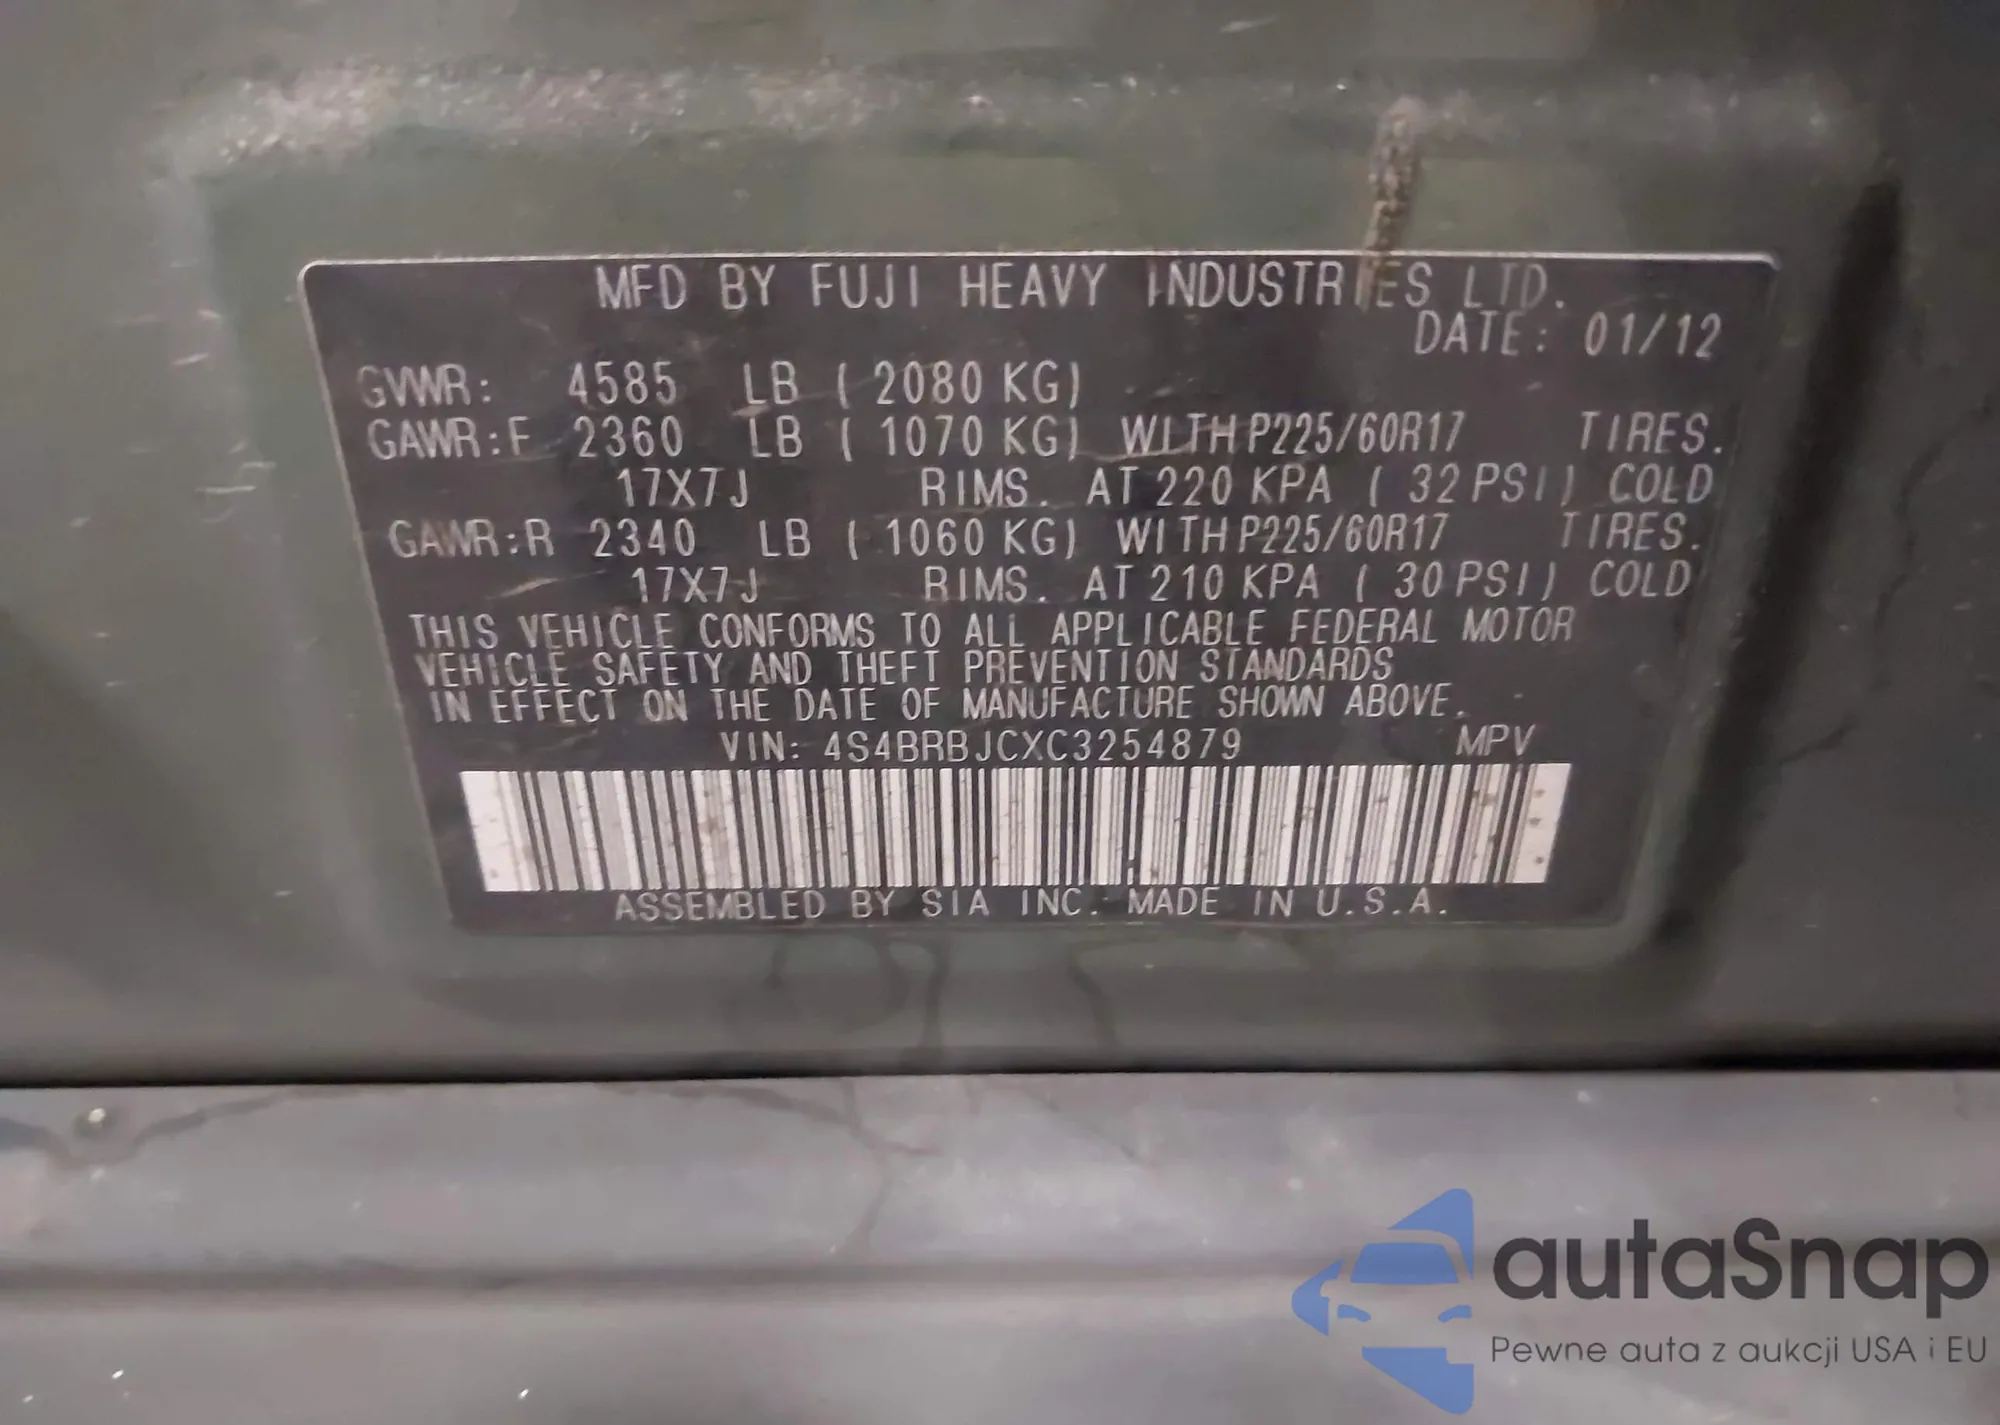 MFD BY FUJI HEAVY INDUSTRIES LTD.
DATE: 01/12
GVWR: 4585 LB ( 2080 KG)
GAWR:F 2360 LB ( 1070 KG) WITH P225/60R17 TIRES.
17X7J RIMS. AT 220 KPA ( 32 PSI) COLD
GAWR:R 2340 LB ( 1060 KG) WITH P225/60R17 TIRES.
17X7J RIMS. AT 210 KPA ( 30 PSI) COLD
THIS VEHICLE CONFORMS TO ALL APPLICABLE FEDERAL MOTOR
VEHICLE SAFETY AND THEFT PREVENTION STANDARDS
IN EFFECT ON THE DATE OF MANUFACTURE SHOWN ABOVE.
VIN: 4S4BRBJCXC3254879 MPV
ASSEMBLED BY SIA INC. MADE IN U.S.A.
autaSnap
Pewne auta z aukcji USA i EU